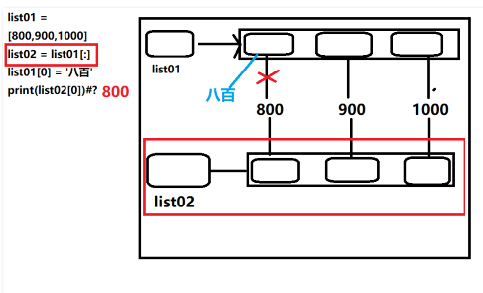 list01 =
[800,900,1000]
list02 = list01[:]
list01[0] = '八百'
print(list02[0])#? 800
list01
八百
800 900 1000
list02